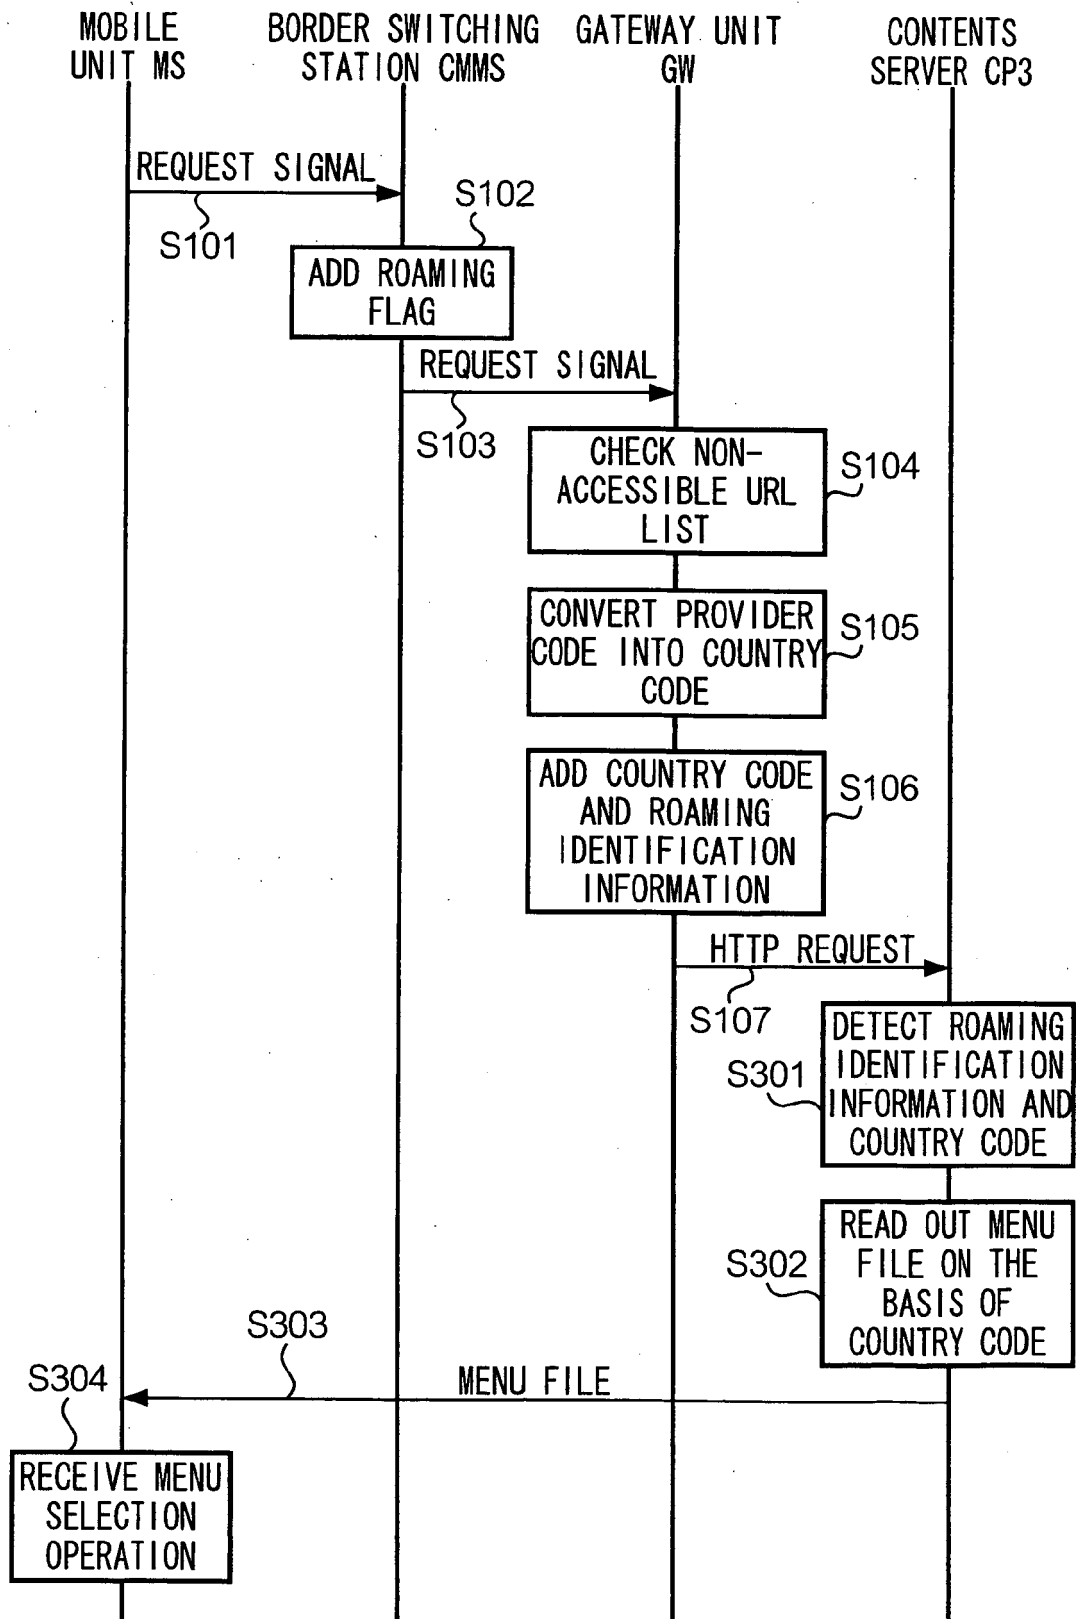 MOBILE
UNIT MS
BORDER SWITCHING
STATION CMMS
GATEWAY UNIT
GW
CONTENTS
SERVER CP3
REQUEST SIGNAL
S101
S102
ADD ROAMING
FLAG
REQUEST SIGNAL
S103
CHECK NON-
ACCESSIBLE URL
LIST
S104
CONVERT PROVIDER
CODE INTO COUNTRY
CODE
S105
ADD COUNTRY CODE
AND ROAMING
IDENTIFICATION
INFORMATION
S106
HTTP REQUEST
S107
DETECT ROAMING
IDENTIFICATION
INFORMATION AND
COUNTRY CODE
S301
READ OUT MENU
FILE ON THE
BASIS OF
COUNTRY CODE
S302
S303
MENU FILE
S304
RECEIVE MENU
SELECTION
OPERATION